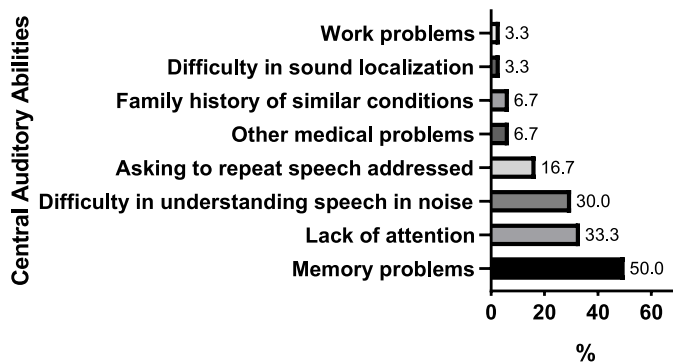 Central Auditory Abilities
Work problems 3.3
Difficulty in sound localization 3.3
Family history of similar conditions 6.7
Other medical problems 6.7
Asking to repeat speech addressed 16.7
Difficulty in understanding speech in noise 30.0
Lack of attention 33.3
Memory problems 50.0
0 20 40 60
%